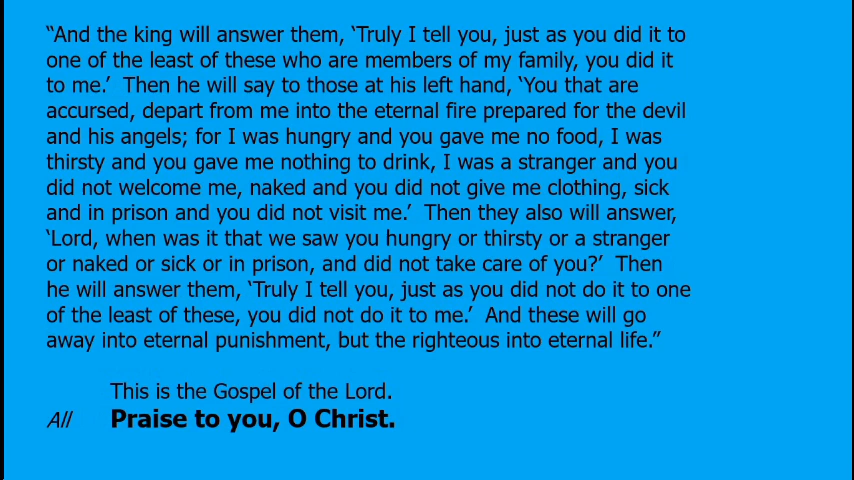 “And the king will answer them, ‘Truly I tell you, just as you did it to
one of the least of these who are members of my family, you did it
to me.’  Then he will say to those at his left hand, ‘You that are
accursed, depart from me into the eternal fire prepared for the devil
and his angels; for I was hungry and you gave me no food, I was
thirsty and you gave me nothing to drink, I was a stranger and you
did not welcome me, naked and you did not give me clothing, sick
and in prison and you did not visit me.’  Then they also will answer,
‘Lord, when was it that we saw you hungry or thirsty or a stranger
or naked or sick or in prison, and did not take care of you?’  Then
he will answer them, ‘Truly I tell you, just as you did not do it to one
of the least of these, you did not do it to me.’  And these will go
away into eternal punishment, but the righteous into eternal life.”
This is the Gospel of the Lord.
All Praise to you, O Christ.